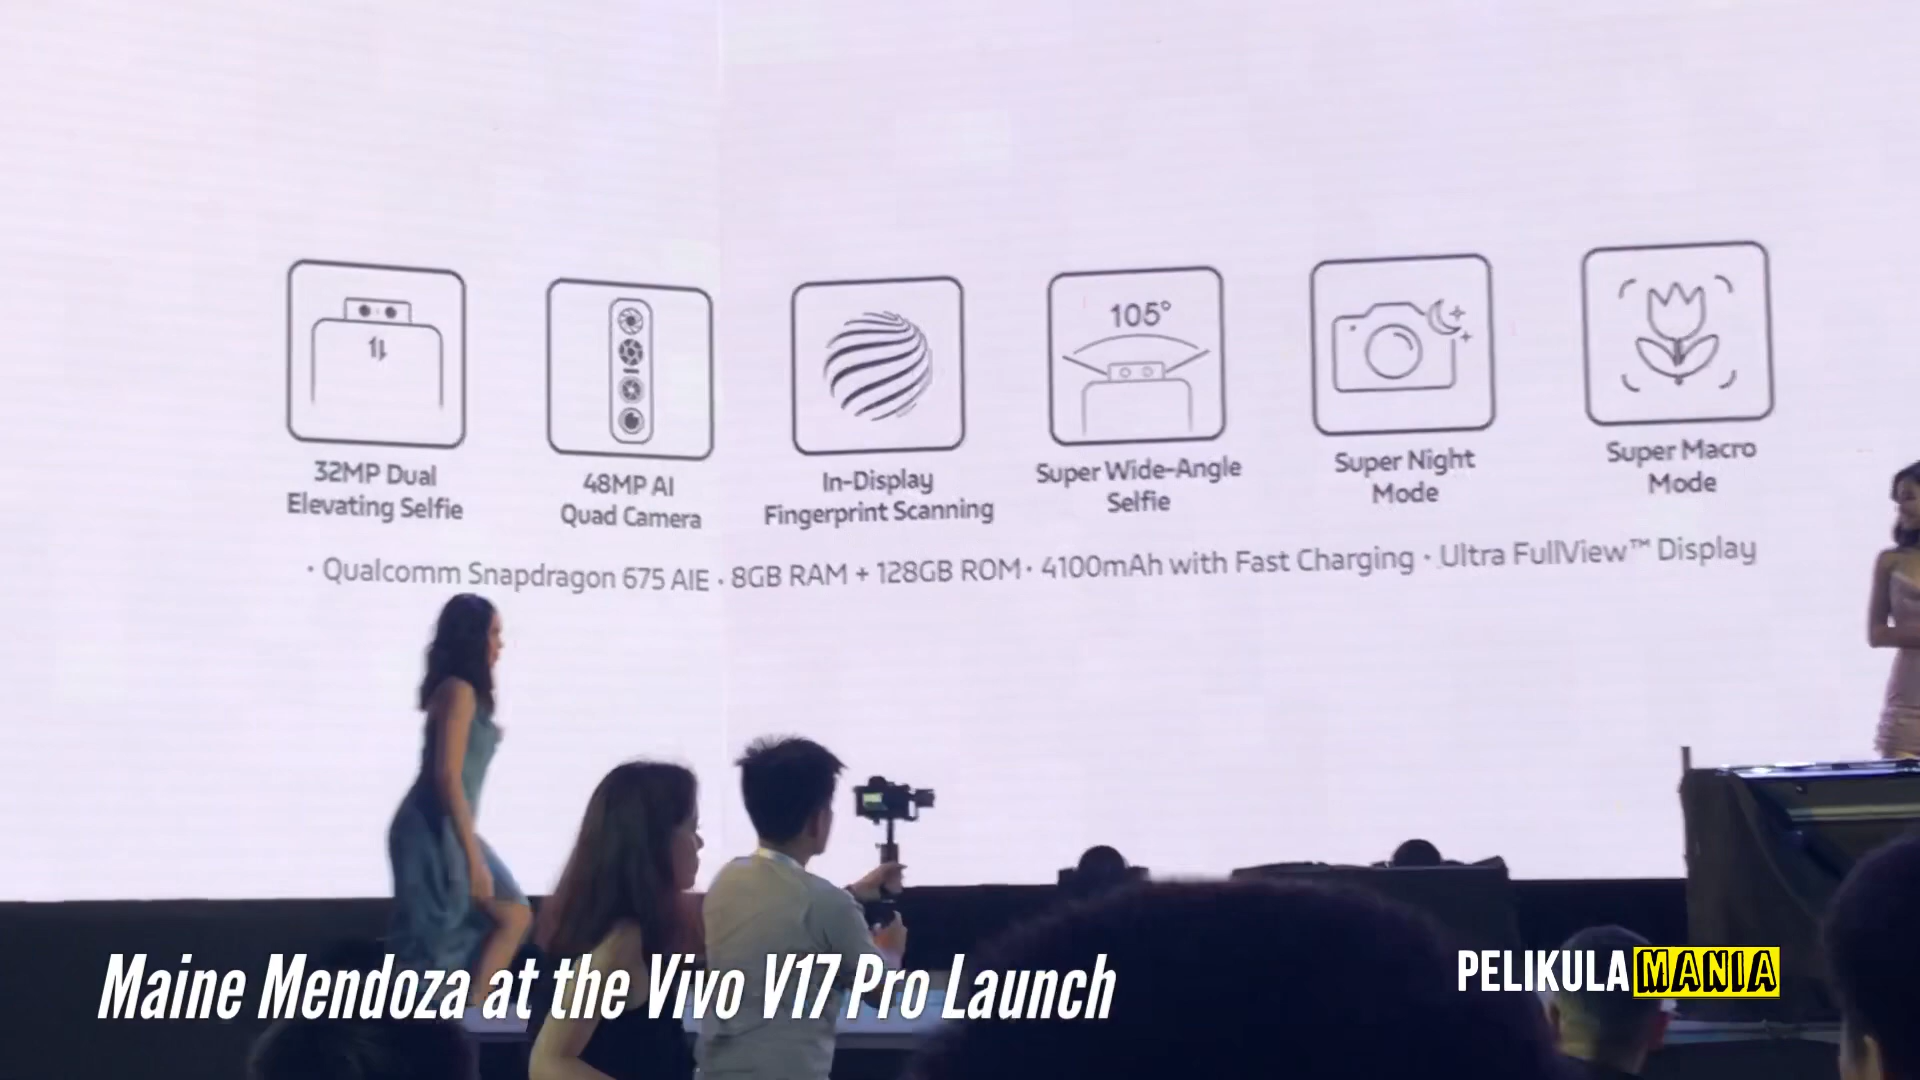 105°
32MP Dual
Elevating Selfie
48MP AI
Quad Camera
In-Display
Fingerprint Scanning
Super Wide-Angle
Selfie
Super Night
Mode
Super Macro
Mode
• Qualcomm Snapdragon 675 AIE • 8GB RAM + 128GB ROM • 4100mAh with Fast Charging • Ultra FullView™ Display
Maine Mendoza at the Vivo V17 Pro Launch
PELIKULA MANIA